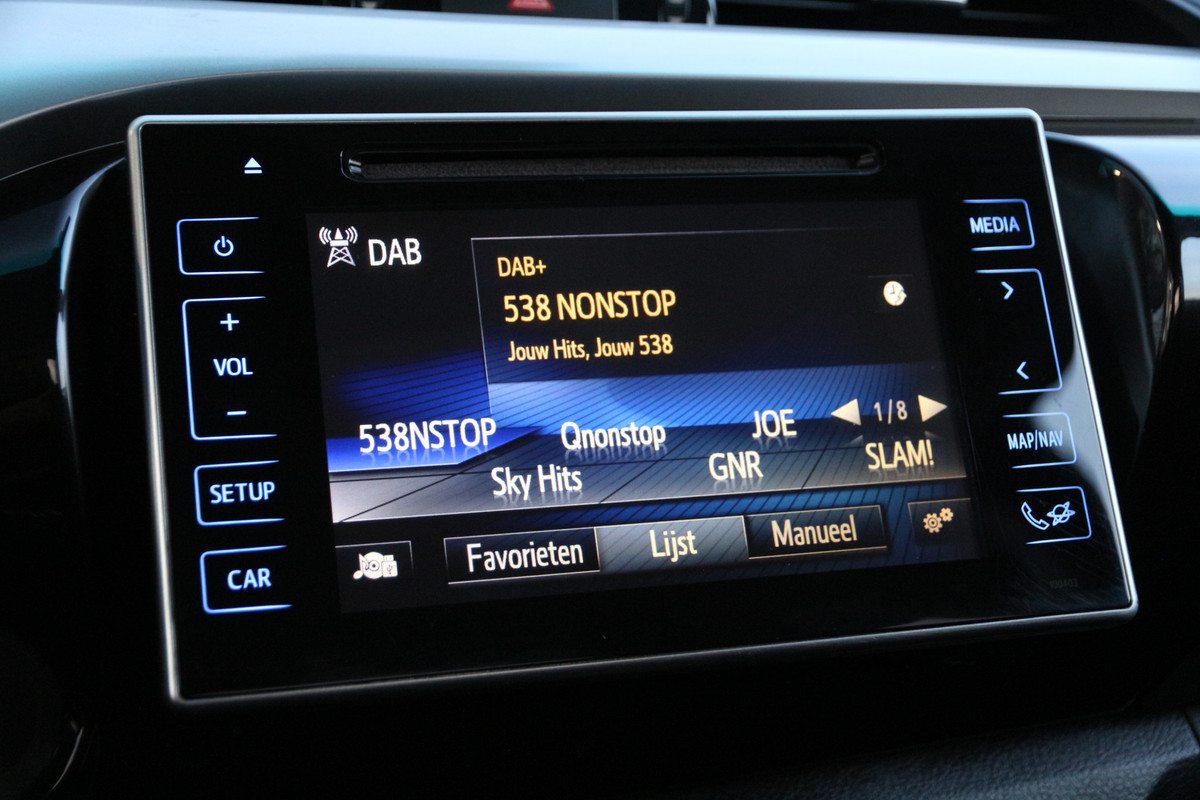 DAB
DAB+
538 NONSTOP
Jouw Hits, Jouw 538
538NSTOP
Qnonstop
JOE
1/8
Sky Hits
GNR
SLAM!
Favorieten
Lijst
Manueel
+
VOL
−
SETUP
CAR
MEDIA
MAP/NAV